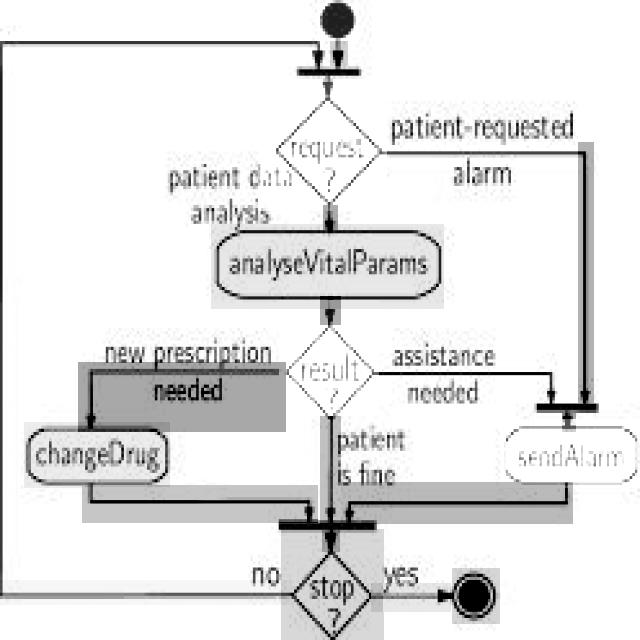 patient-requested
request
?
alarm
patient data
analysis
analyseVitalParams
new prescription
needed
result
?
assistance
needed
changeDrug
patient
is fine
sendAlarm
no
stop
?
yes